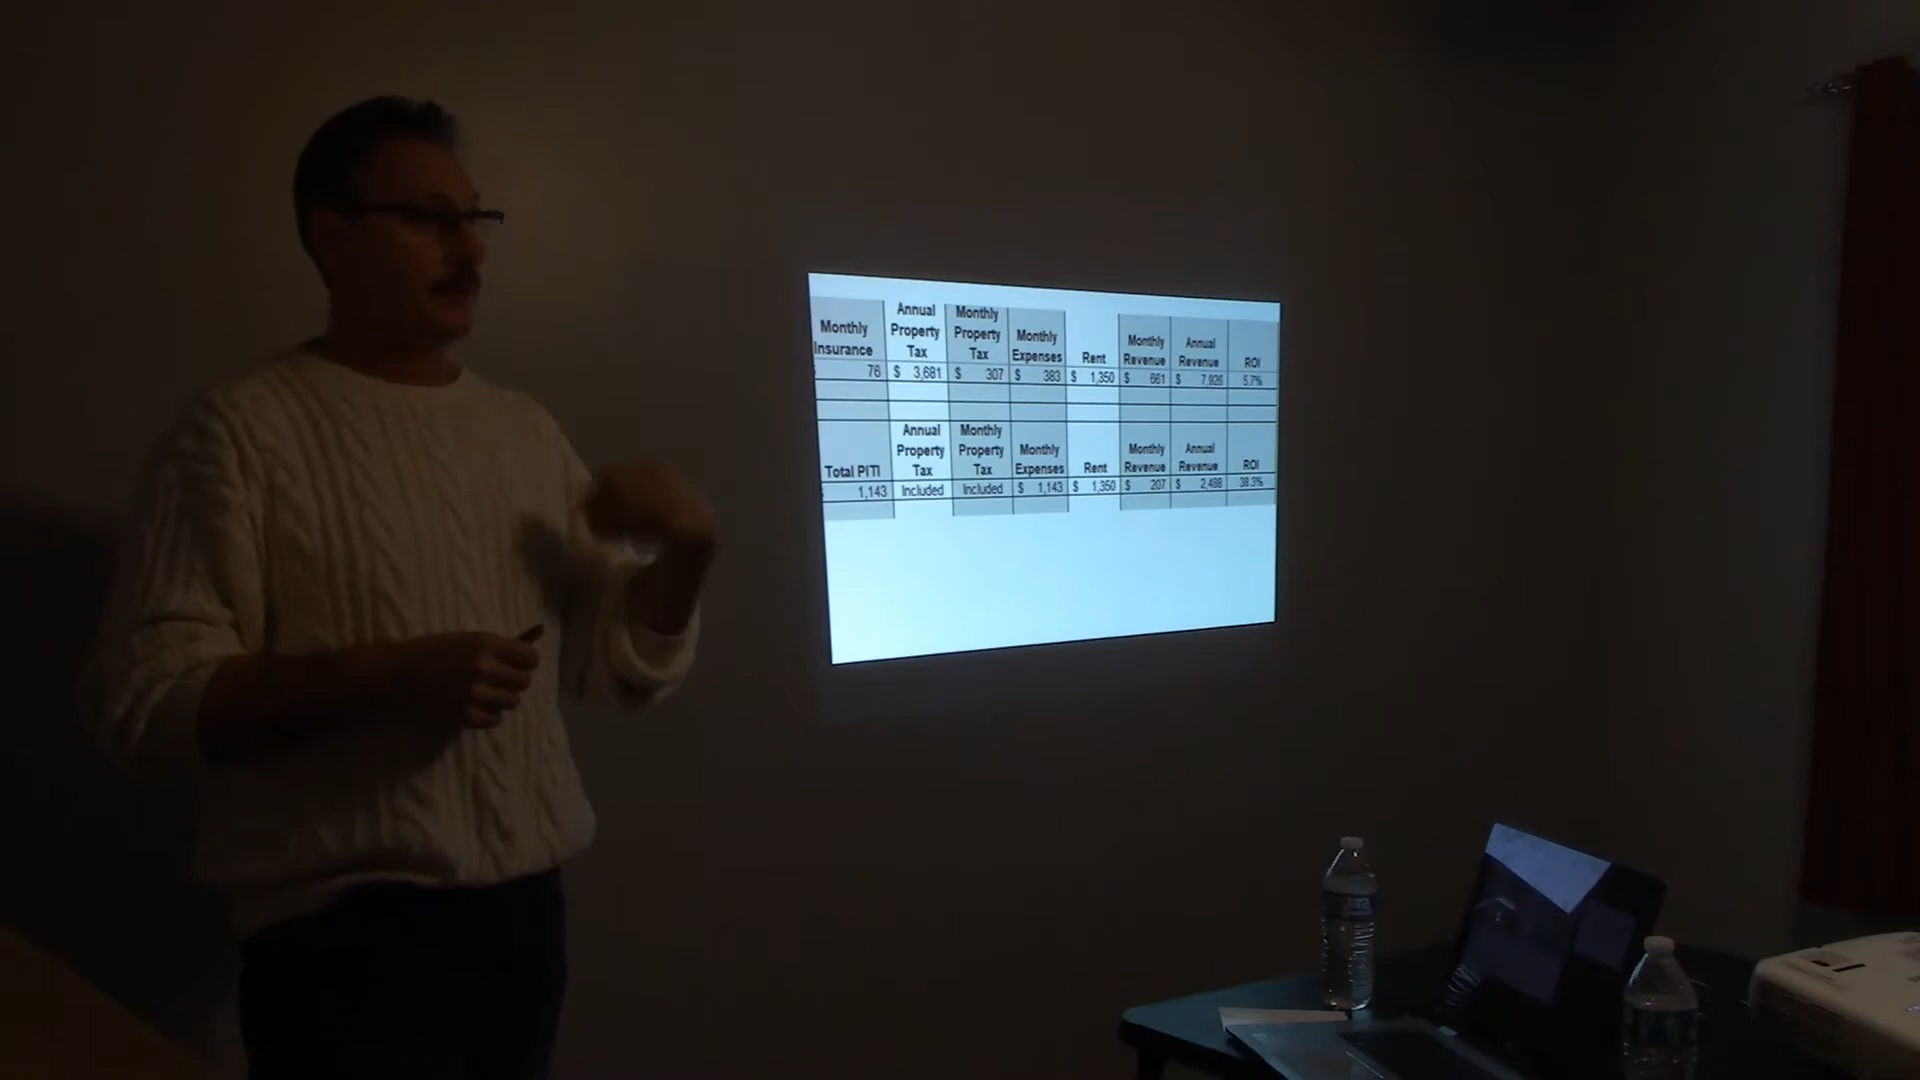 Monthly Insurance Annual Property Tax Monthly Property Tax Monthly Expenses Rent Monthly Revenue Annual Revenue ROI
76 $ 3,681 $ 307 $ 383 $ 1,350 $ 661 $ 7,926 5.7%
Total PITI Annual Property Tax Monthly Property Tax Monthly Expenses Rent Monthly Revenue Annual Revenue ROI
1,143 Included Included $ 1,143 $ 1,350 $ 207 $ 2,488 38.3%